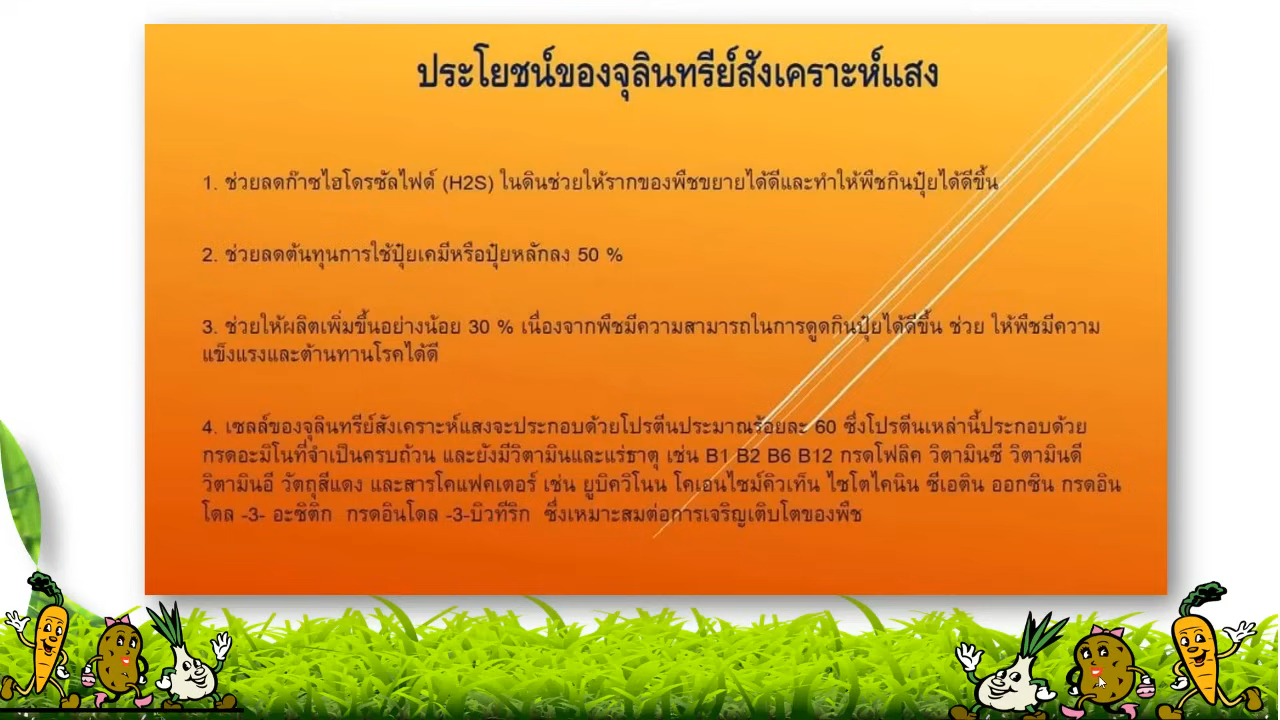 ประโยชน์ของจุลินทรีย์สังเคราะห์แสง
1. ช่วยลดก๊าซไฮโดรซัลไฟด์ (H2S) ในดินช่วยให้รากของพืชขยายได้ดีและทำให้พืชกินปุ๋ยได้ดีขึ้น
2. ช่วยลดต้นทุนการใช้ปุ๋ยเคมีหรือปุ๋ยหลักลง 50 %
3. ช่วยให้ผลิตเพิ่มขึ้นอย่างน้อย 30 % เนื่องจากพืชมีความสามารถในการดูดกินปุ๋ยได้ดีขึ้น ช่วย ให้พืชมีความ
แข็งแรงและต้านทานโรคได้ดี
4. เซลล์ของจุลินทรีย์สังเคราะห์แสงจะประกอบด้วยโปรตีนประมาณร้อยละ 60 ซึ่งโปรตีนเหล่านี้ประกอบด้วย
กรดอะมิโนที่จำเป็นครบถ้วน และยังมีวิตามินและแร่ธาตุ เช่น B1 B2 B6 B12 กรดโฟลิค วิตามินซี วิตามินดี
วิตามินอี วัตถุสีแดง และสารโคแฟคเตอร์ เช่น ยูบิควิโนน โคเอนไซม์คิวเท็น ไซโตไคนิน ซีเอติน ออกซิน กรดอิน
โดล -3- อะซิติก กรดอินโดล -3-บิวทีริก ซึ่งเหมาะสมต่อการเจริญเติบโตของพืช